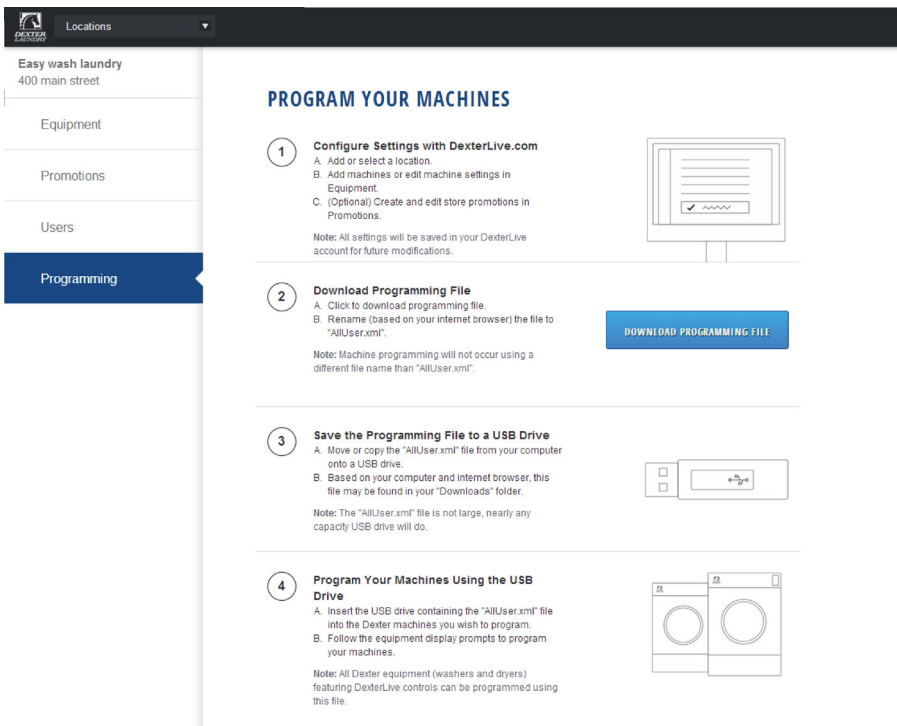 DEXTER
LAUNDRY
Locations
Easy wash laundry
400 main street
Equipment
Promotions
Users
Programming
PROGRAM YOUR MACHINES
1
Configure Settings with DexterLive.com
A. Add or select a location.
B. Add machines or edit machine settings in
Equipment.
C. (Optional) Create and edit store promotions in
Promotions.
Note: All settings will be saved in your DexterLive
account for future modifications.
2
Download Programming File
A. Click to download programming file.
B. Rename (based on your internet browser) the file to
"AllUser.xml".
Note: Machine programming will not occur using a
different file name than "AllUser.xml".
DOWNLOAD PROGRAMMING FILE
3
Save the Programming File to a USB Drive
A. Move or copy the "AllUser.xml" file from your computer
onto a USB drive.
B. Based on your computer and internet browser, this
file may be found in your "Downloads" folder.
Note: The "AllUser.xml" file is not large, nearly any
capacity USB drive will do.
4
Program Your Machines Using the USB
Drive
A. Insert the USB drive containing the "AllUser.xml" file
into the Dexter machines you wish to program.
B. Follow the equipment display prompts to program
your machines.
Note: All Dexter equipment (washers and dryers)
featuring DexterLive controls can be programmed using
this file.